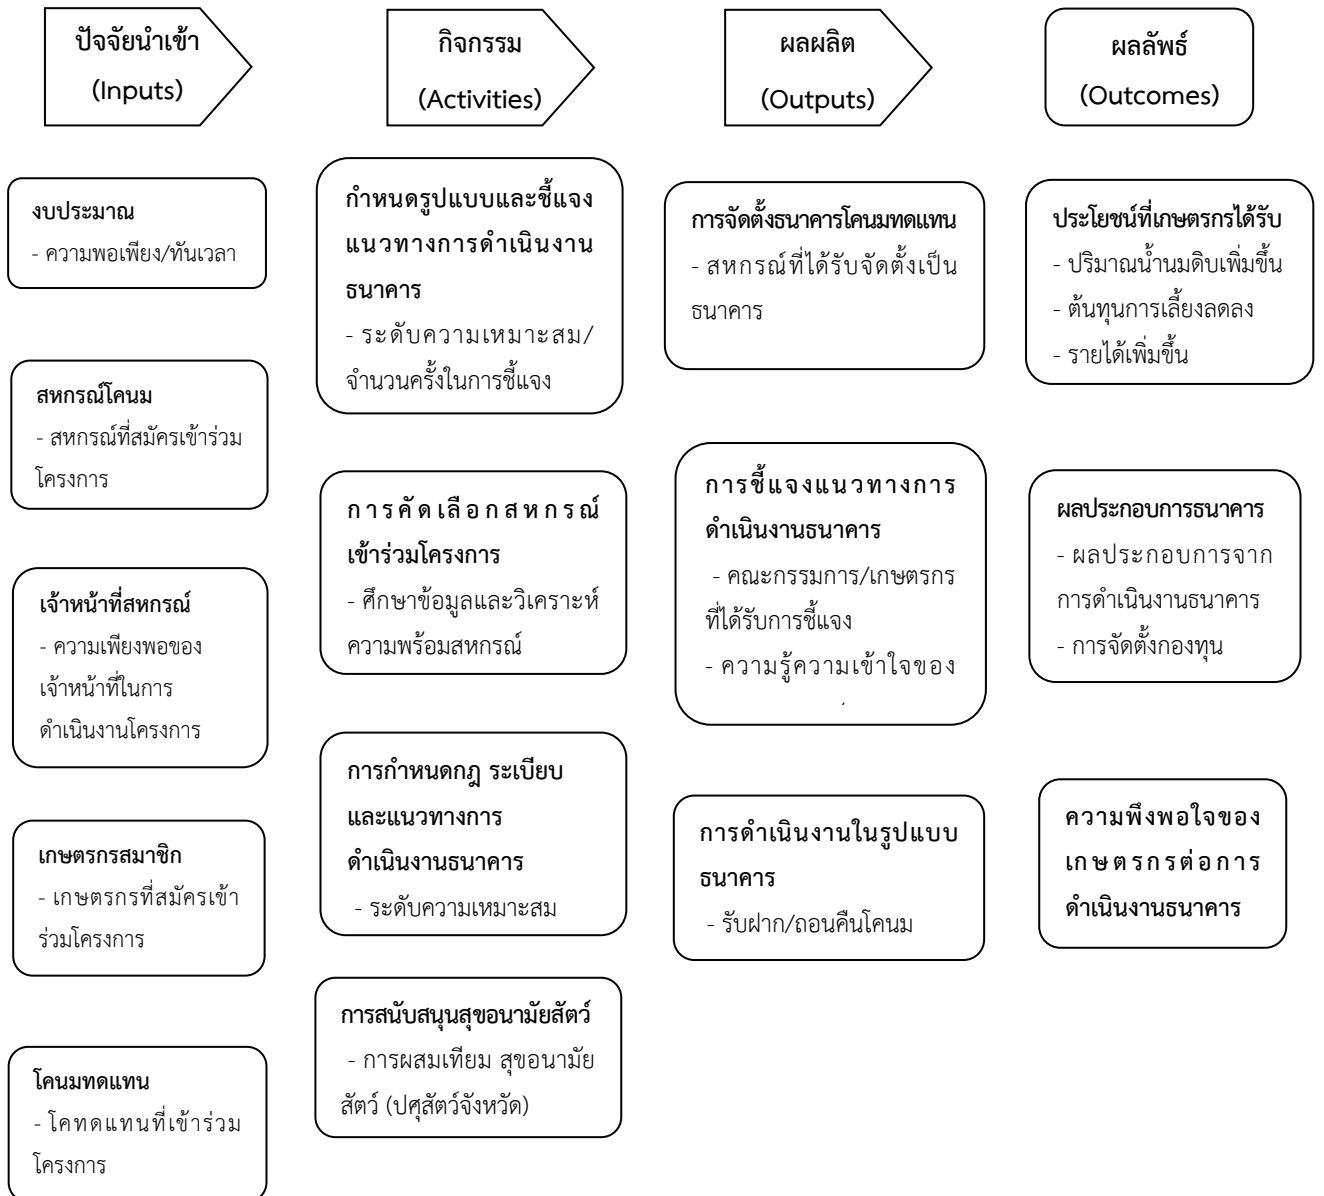 ปัจจัยนำเข้า
(Inputs)
กิจกรรม
(Activities)
ผลผลิต
(Outputs)
ผลลัพธ์
(Outcomes)
งบประมาณ
- ความพอเพียง/ทันเวลา
สหกรณ์โคนม
- สหกรณ์ที่สมัครเข้าร่วม
โครงการ
เจ้าหน้าที่สหกรณ์
- ความเพียงพอของ
เจ้าหน้าที่ในการ
ดำเนินงานโครงการ
เกษตรกรสมาชิก
- เกษตรกรที่สมัครเข้า
ร่วมโครงการ
โคนมทดแทน
- โคทดแทนที่เข้าร่วม
โครงการ
กำหนดรูปแบบและชี้แจง
แนวทางการดำเนินงาน
ธนาคาร
- ระดับความเหมาะสม/
จำนวนครั้งในการชี้แจง
การคัดเลือกสหกรณ์
เข้าร่วมโครงการ
- ศึกษาข้อมูลและวิเคราะห์
ความพร้อมสหกรณ์
การกำหนดกฎ ระเบียบ
และแนวทางการ
ดำเนินงานธนาคาร
- ระดับความเหมาะสม
การสนับสนุนสุขอนามัยสัตว์
- การผสมเทียม สุขอนามัย
สัตว์ (ปศุสัตว์จังหวัด)
การจัดตั้งธนาคารโคนมทดแทน
- สหกรณ์ที่ได้รับจัดตั้งเป็น
ธนาคาร
การชี้แจงแนวทางการ
ดำเนินงานธนาคาร
- คณะกรรมการ/เกษตรกร
ที่ได้รับการชี้แจง
- ความรู้ความเข้าใจของ
การดำเนินงานในรูปแบบ
ธนาคาร
- รับฝาก/ถอนคืนโคนม
ประโยชน์ที่เกษตรกรได้รับ
- ปริมาณน้ำนมดิบเพิ่มขึ้น
- ต้นทุนการเลี้ยงลดลง
- รายได้เพิ่มขึ้น
ผลประกอบการธนาคาร
- ผลประกอบการจาก
การดำเนินงานธนาคาร
- การจัดตั้งกองทุน
ความพึงพอใจของ
เกษตรกรต่อการ
ดำเนินงานธนาคาร